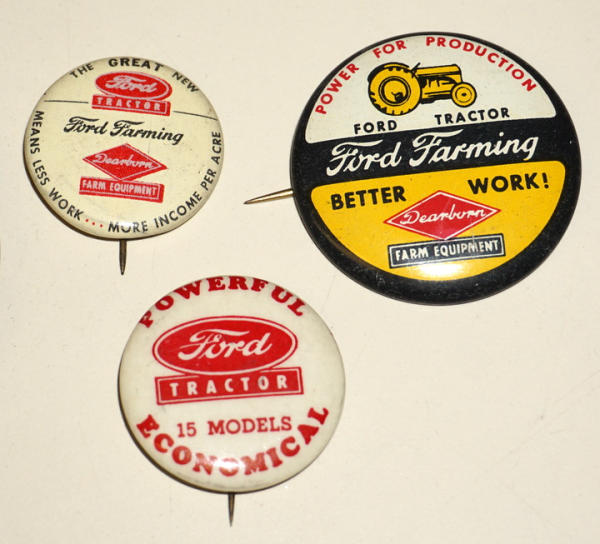 THE GREAT NEW
Ford
TRACTOR
Ford Farming
Dearborn
FARM EQUIPMENT
MEANS LESS WORK... MORE INCOME PER ACRE
POWER FOR PRODUCTION
FORD TRACTOR
Ford Farming
BETTER WORK!
Dearborn
FARM EQUIPMENT
POWERFUL
Ford
TRACTOR
15 MODELS
ECONOMICAL